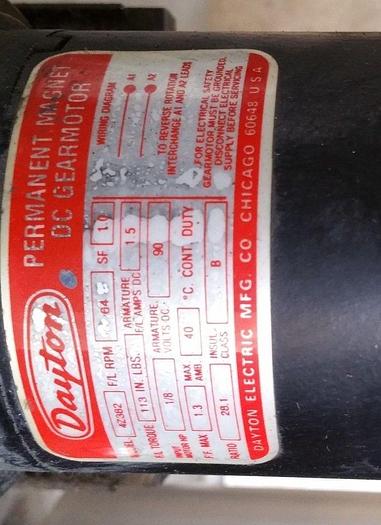 Dayton
PERMANENT MAGNET
DC GEARMOTOR
4Z382 F/L RPM 64 SF 1.0
F/L TORQUE 113 IN. LBS. ARMATURE F/L AMPS DC 1.5
MOTOR HP 1/8 ARMATURE VOLTS DC 90
F.F. MAX 1.3 MAX AMB 40 °C. CONT. DUTY
RATIO 28.1 INSUL. CLASS B
WIRING DIAGRAM
A1
A2
TO REVERSE ROTATION
INTERCHANGE A1 AND A2 LEADS
FOR ELECTRICAL SAFETY
GEARMOTOR MUST BE GROUNDED.
DISCONNECT ELECTRICAL
SUPPLY BEFORE SERVICING
DAYTON ELECTRIC MFG. CO CHICAGO 60648 USA